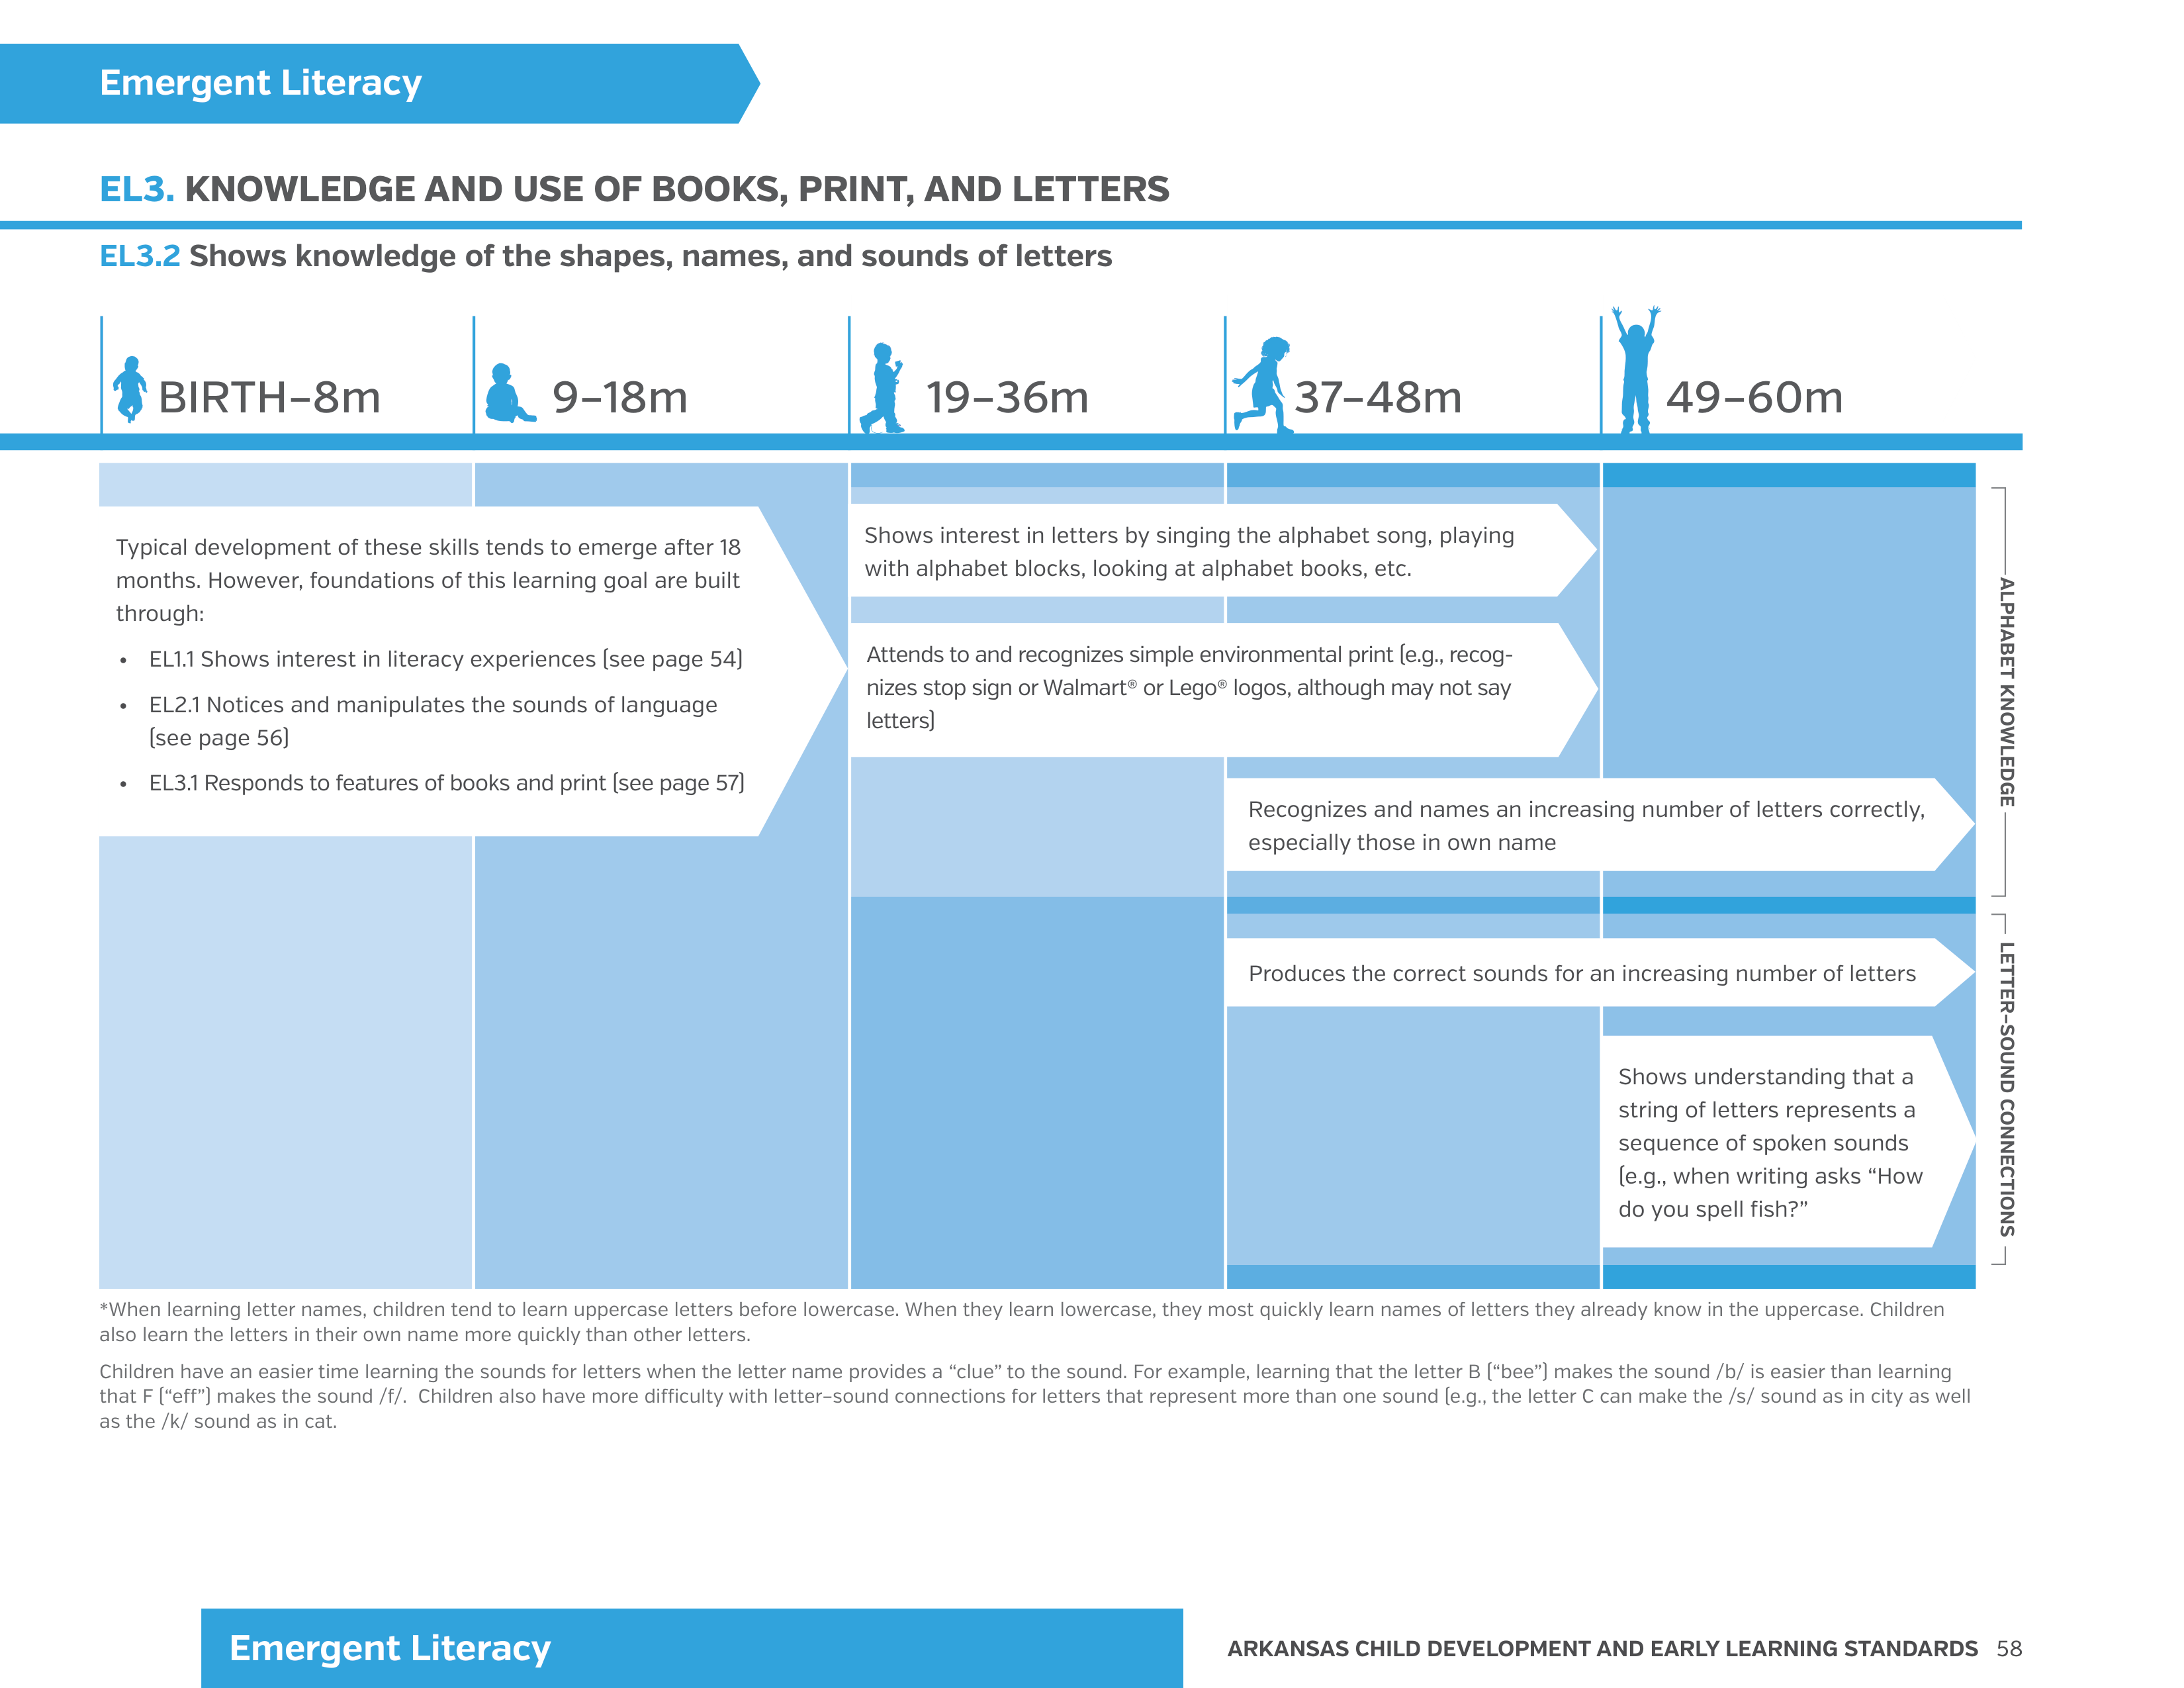 Emergent Literacy
EL3. KNOWLEDGE AND USE OF BOOKS, PRINT, AND LETTERS
EL3.2 Shows knowledge of the shapes, names, and sounds of letters
BIRTH–8m
9–18m
19–36m
37–48m
49–60m
Typical development of these skills tends to emerge after 18
months. However, foundations of this learning goal are built
through:
• EL1.1 Shows interest in literacy experiences (see page 54)
• EL2.1 Notices and manipulates the sounds of language
(see page 56)
• EL3.1 Responds to features of books and print (see page 57)
Shows interest in letters by singing the alphabet song, playing
with alphabet blocks, looking at alphabet books, etc.
Attends to and recognizes simple environmental print (e.g., recog-
nizes stop sign or Walmart® or Lego® logos, although may not say
letters)
Recognizes and names an increasing number of letters correctly,
especially those in own name
ALPHABET KNOWLEDGE
Produces the correct sounds for an increasing number of letters
Shows understanding that a
string of letters represents a
sequence of spoken sounds
(e.g., when writing asks “How
do you spell fish?”
LETTER–SOUND CONNECTIONS
*When learning letter names, children tend to learn uppercase letters before lowercase. When they learn lowercase, they most quickly learn names of letters they already know in the uppercase. Children
also learn the letters in their own name more quickly than other letters.
Children have an easier time learning the sounds for letters when the letter name provides a “clue” to the sound. For example, learning that the letter B (“bee”) makes the sound /b/ is easier than learning
that F (“eff”) makes the sound /f/. Children also have more difficulty with letter–sound connections for letters that represent more than one sound (e.g., the letter C can make the /s/ sound as in city as well
as the /k/ sound as in cat.
Emergent Literacy
ARKANSAS CHILD DEVELOPMENT AND EARLY LEARNING STANDARDS 58